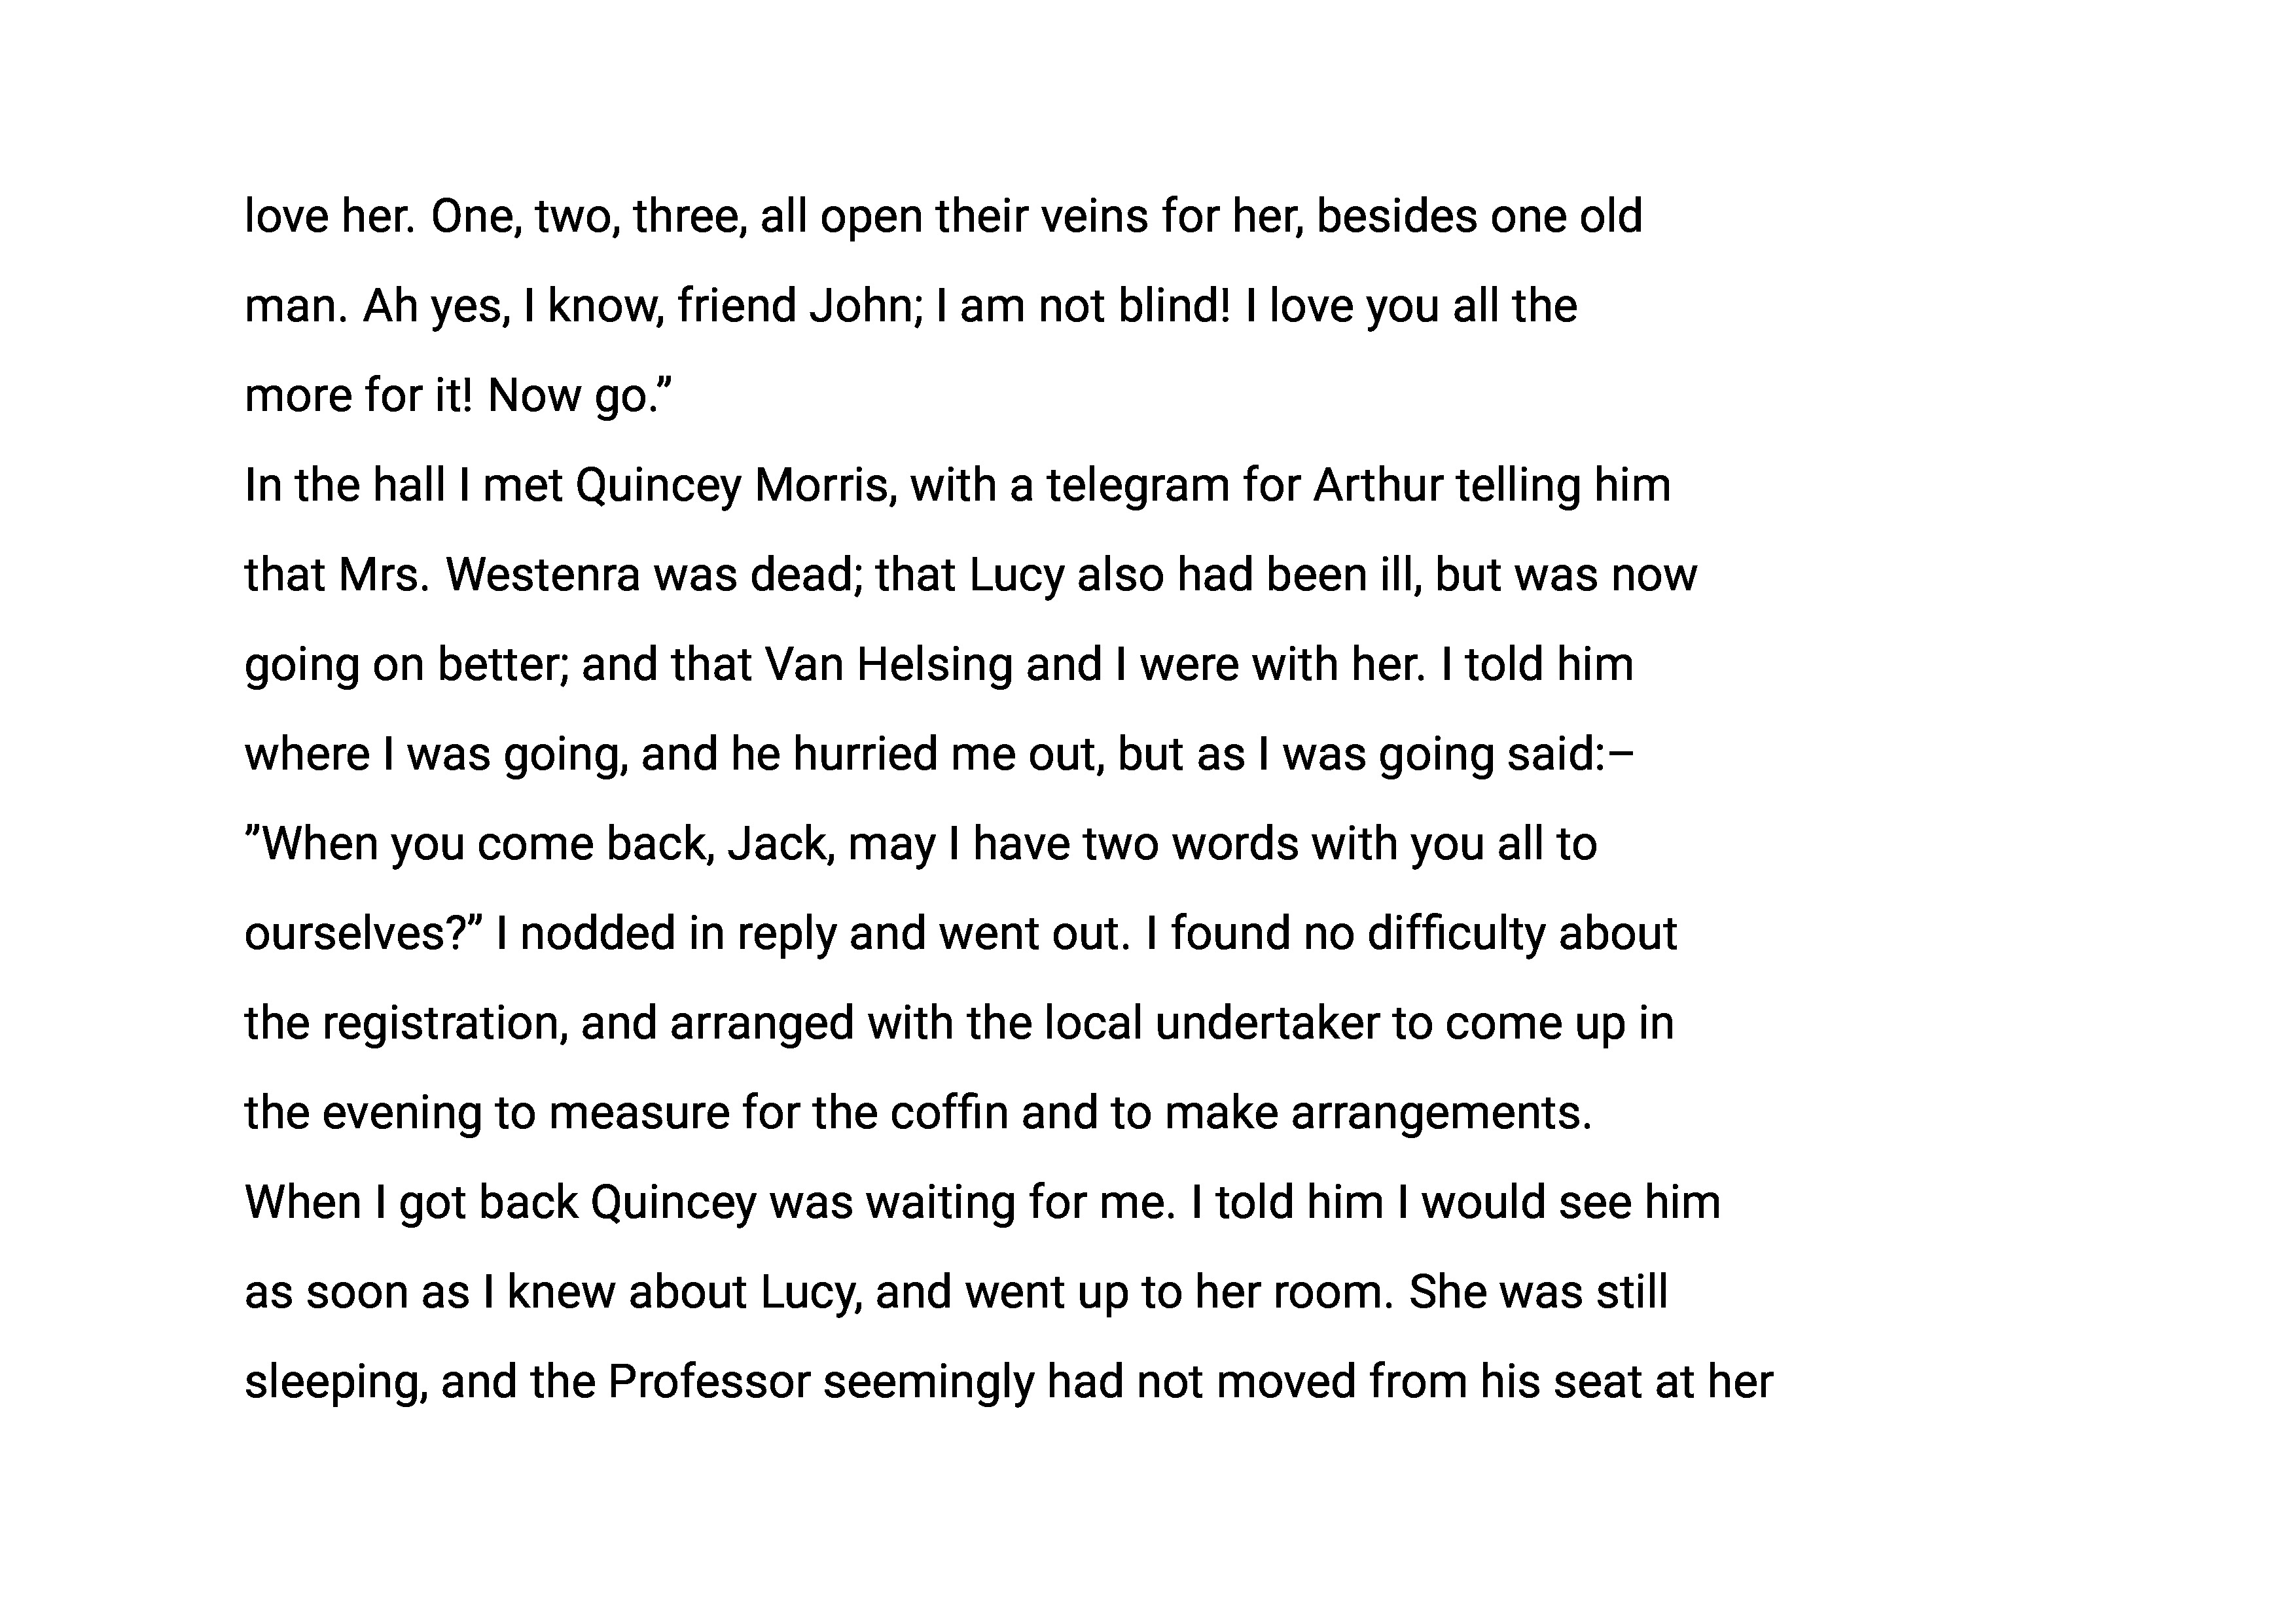 love her. One, two, three, all open their veins for her, besides one old
man. Ah yes, I know, friend John; I am not blind! I love you all the
more for it! Now go.”
In the hall I met Quincey Morris, with a telegram for Arthur telling him
that Mrs. Westenra was dead; that Lucy also had been ill, but was now
going on better; and that Van Helsing and I were with her. I told him
where I was going, and he hurried me out, but as I was going said:–
”When you come back, Jack, may I have two words with you all to
ourselves?” I nodded in reply and went out. I found no difficulty about
the registration, and arranged with the local undertaker to come up in
the evening to measure for the coffin and to make arrangements.
When I got back Quincey was waiting for me. I told him I would see him
as soon as I knew about Lucy, and went up to her room. She was still
sleeping, and the Professor seemingly had not moved from his seat at her